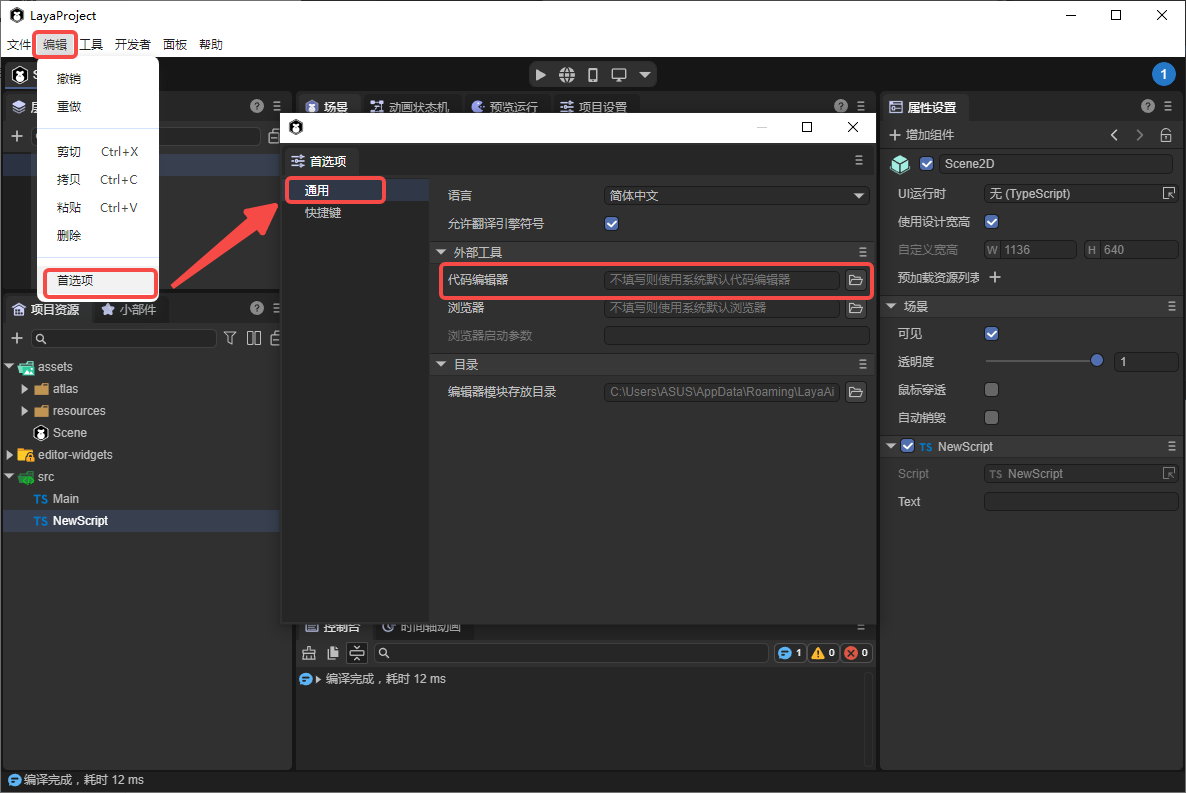 LayaProject
文件 编辑 工具 开发者 面板 帮助
S
1
撤销
重做
剪切 Ctrl+X
拷贝 Ctrl+C
粘贴 Ctrl+V
删除
首选项
场景 动画状态机 预览运行 项目设置
首选项
通用
快捷键
语言 简体中文
允许翻译引擎符号
外部工具
代码编辑器 不填写则使用系统默认代码编辑器
浏览器 不填写则使用系统默认浏览器
浏览器启动参数
目录
编辑器模块存放目录 C:\Users\ASUS\AppData\Roaming\LayaAi
属性设置
增加组件
Scene2D
UI运行时 无 (TypeScript)
使用设计宽高
自定义宽高 W 1136 H 640
预加载资源列表
场景
可见
透明度 1
鼠标穿透
自动销毁
TS NewScript
Script TS NewScript
Text
项目资源 小部件
assets
atlas
resources
Scene
editor-widgets
src
TS Main
TS NewScript
控制台 时间轴动画
1 0 0
编译完成，耗时 12 ms
编译完成，耗时 12 ms